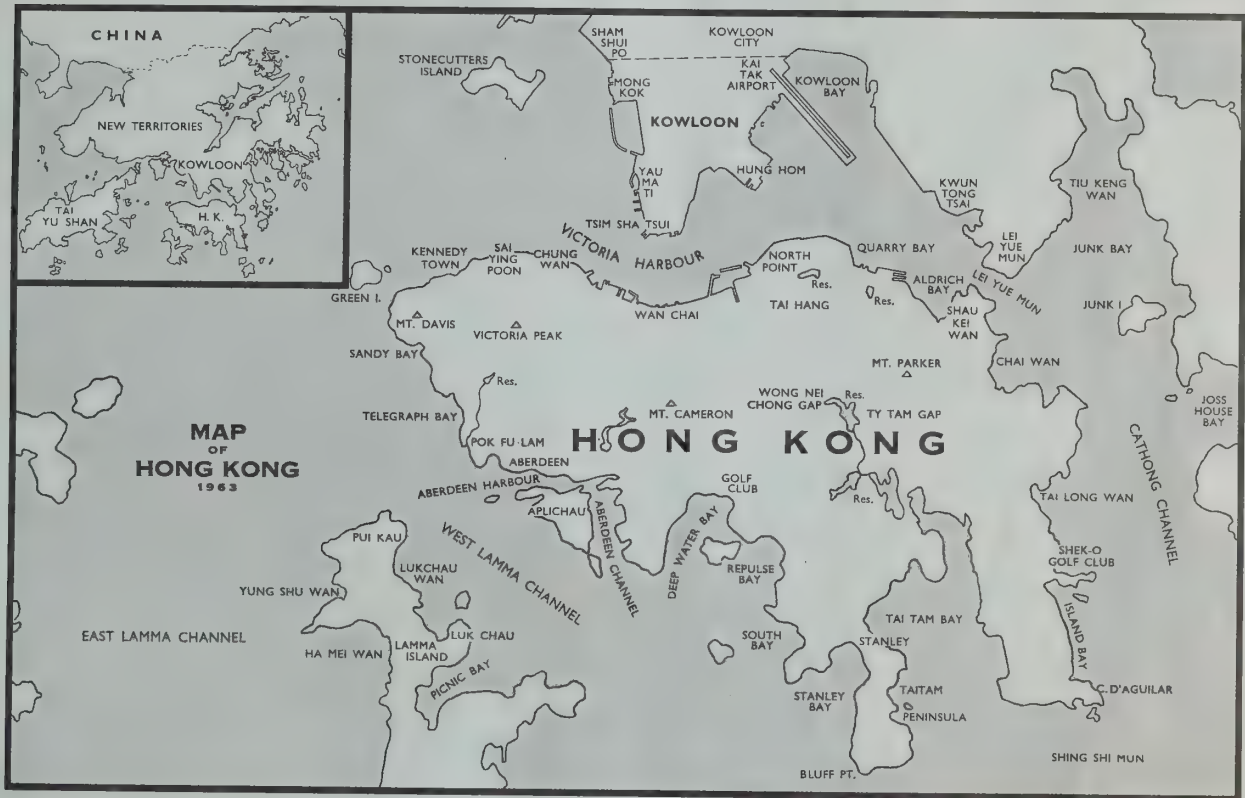 CHINA
NEW TERRITORIES
KOWLOON
TAI
YU SHAN
H. K.
STONECUTTERS
ISLAND
SHAM
SHUI
PO
KOWLOON
CITY
KAI
TAK
AIRPORT
KOWLOON
BAY
MONG
KOK
KOWLOON
YAU
MA
TI
HUNG HOM
TSIM SHA TSUI
KWUN
TONG
TSAI
TIU KENG
WAN
LEI
YUE
MUN
JUNK BAY
VICTORIA
HARBOUR
KENNEDY
TOWN
SAI
YING
POON
CHUNG
WAN
NORTH
POINT
QUARRY BAY
ALDRICH
BAY
LEI YUE MUN
GREEN I.
Res.
Res.
WAN CHAI
TAI HANG
SHAU
KEI
WAN
JUNK I
MT. DAVIS
VICTORIA PEAK
SANDY BAY
MT. PARKER
CHAI WAN
Res.
WONG NEI
CHONG GAP
Res.
JOSS
HOUSE
BAY
TELEGRAPH BAY
MT. CAMERON
TY TAM GAP
MAP
OF
HONG KONG
1963
POK FU LAM
HONG KONG
CATHONG CHANNEL
ABERDEEN
ABERDEEN HARBOUR
GOLF
CLUB
Res.
TAI LONG WAN
APLICHAU
ABERDEEN CHANNEL
DEEP WATER BAY
WEST LAMMA CHANNEL
PUI KAU
REPULSE
BAY
SHEK-O
GOLF CLUB
LUKCHAU
WAN
YUNG SHU WAN
ISLAND BAY
TAI TAM BAY
EAST LAMMA CHANNEL
HA MEI WAN
LAMMA
ISLAND
LUK CHAU
SOUTH
BAY
STANLEY
PICNIC BAY
STANLEY
BAY
TAITAM
PENINSULA
C. D'AGUILAR
BLUFF PT.
SHING SHI MUN